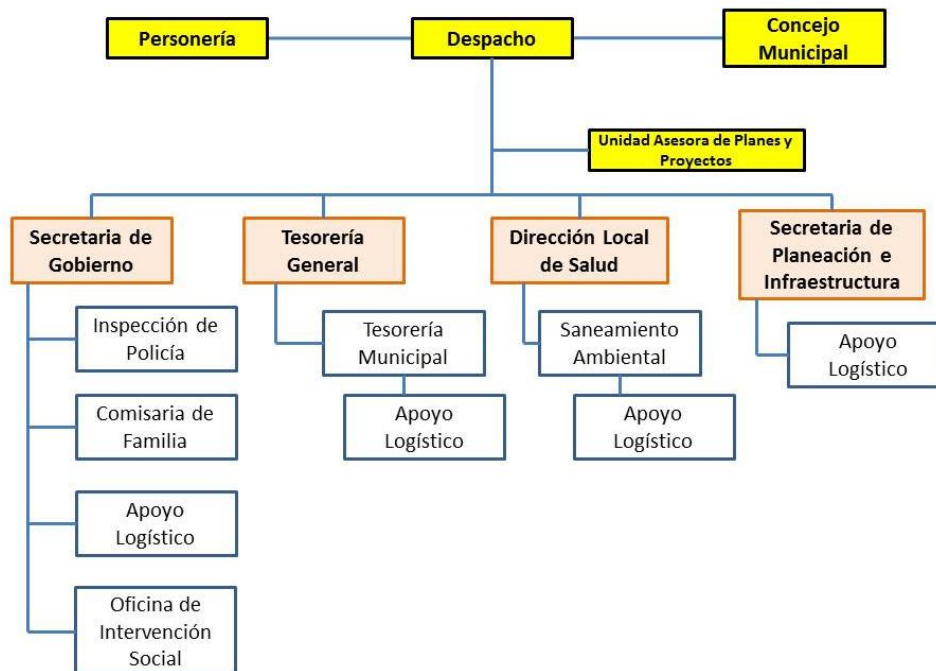 Personería
Despacho
Concejo
Municipal
Unidad Asesora de Planes y
Proyectos
Secretaria de
Gobierno
Tesorería
General
Dirección Local
de Salud
Secretaria de
Planeación e
Infraestructura
Inspección de
Policía
Comisaria de
Familia
Apoyo
Logístico
Oficina de
Intervención
Social
Tesorería
Municipal
Apoyo
Logístico
Saneamiento
Ambiental
Apoyo
Logístico
Apoyo
Logístico